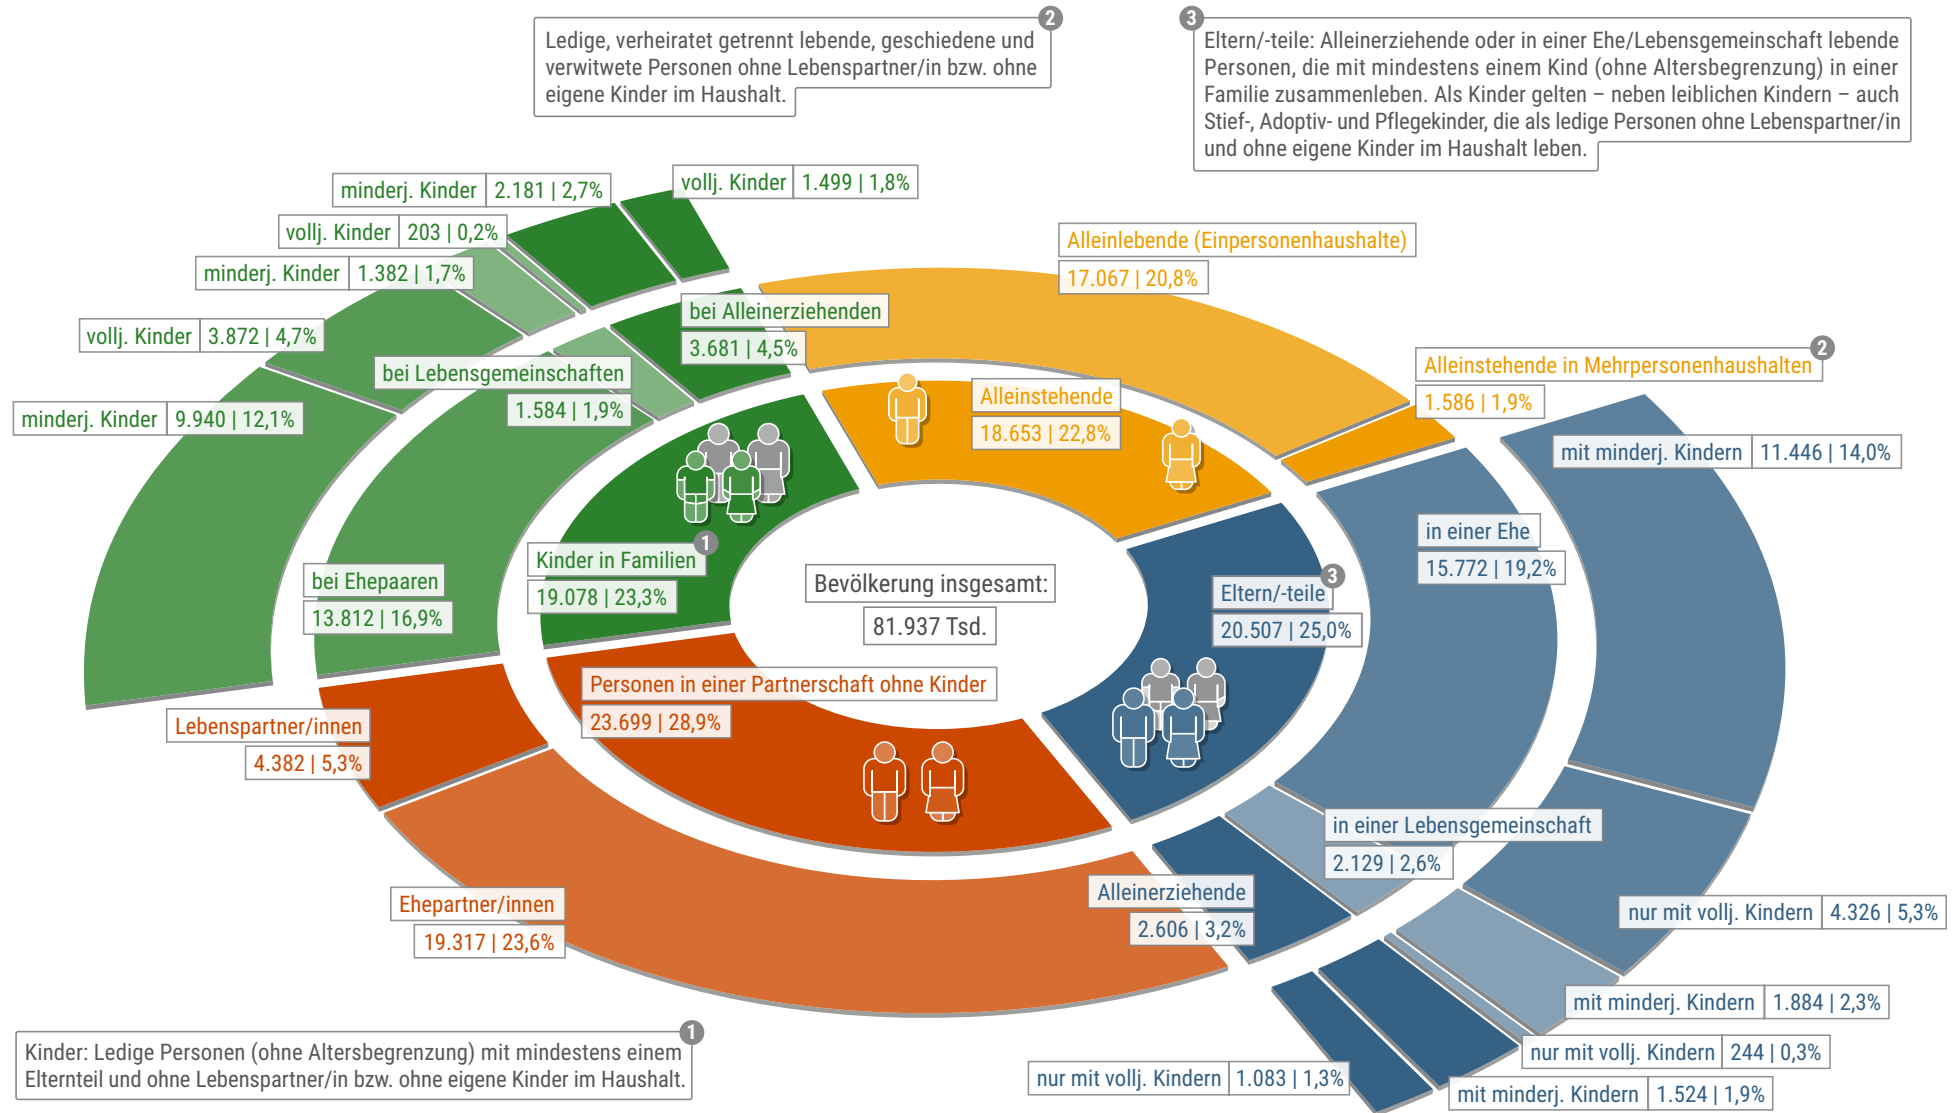 2
Ledige, verheiratet getrennt lebende, geschiedene und
verwitwete Personen ohne Lebenspartner/in bzw. ohne
eigene Kinder im Haushalt.
3
Eltern/-teile: Alleinerziehende oder in einer Ehe/Lebensgemeinschaft lebende
Personen, die mit mindestens einem Kind (ohne Altersbegrenzung) in einer
Familie zusammenleben. Als Kinder gelten – neben leiblichen Kindern – auch
Stief-, Adoptiv- und Pflegekinder, die als ledige Personen ohne Lebenspartner/in
und ohne eigene Kinder im Haushalt leben.
vollj. Kinder 1.499 | 1,8%
minderj. Kinder 2.181 | 2,7%
vollj. Kinder 203 | 0,2%
minderj. Kinder 1.382 | 1,7%
vollj. Kinder 3.872 | 4,7%
minderj. Kinder 9.940 | 12,1%
bei Alleinerziehenden
3.681 | 4,5%
bei Lebensgemeinschaften
1.584 | 1,9%
bei Ehepaaren
13.812 | 16,9%
Kinder in Familien 1
19.078 | 23,3%
Alleinlebende (Einpersonenhaushalte)
17.067 | 20,8%
Alleinstehende in Mehrpersonenhaushalten 2
1.586 | 1,9%
Alleinstehende
18.653 | 22,8%
Bevölkerung insgesamt:
81.937 Tsd.
mit minderj. Kindern 11.446 | 14,0%
in einer Ehe
15.772 | 19,2%
Eltern/-teile 3
20.507 | 25,0%
Personen in einer Partnerschaft ohne Kinder
23.699 | 28,9%
Lebenspartner/innen
4.382 | 5,3%
Ehepartner/innen
19.317 | 23,6%
in einer Lebensgemeinschaft
2.129 | 2,6%
Alleinerziehende
2.606 | 3,2%
nur mit vollj. Kindern 4.326 | 5,3%
mit minderj. Kindern 1.884 | 2,3%
nur mit vollj. Kindern 244 | 0,3%
mit minderj. Kindern 1.524 | 1,9%
nur mit vollj. Kindern 1.083 | 1,3%
1
Kinder: Ledige Personen (ohne Altersbegrenzung) mit mindestens einem
Elternteil und ohne Lebenspartner/in bzw. ohne eigene Kinder im Haushalt.